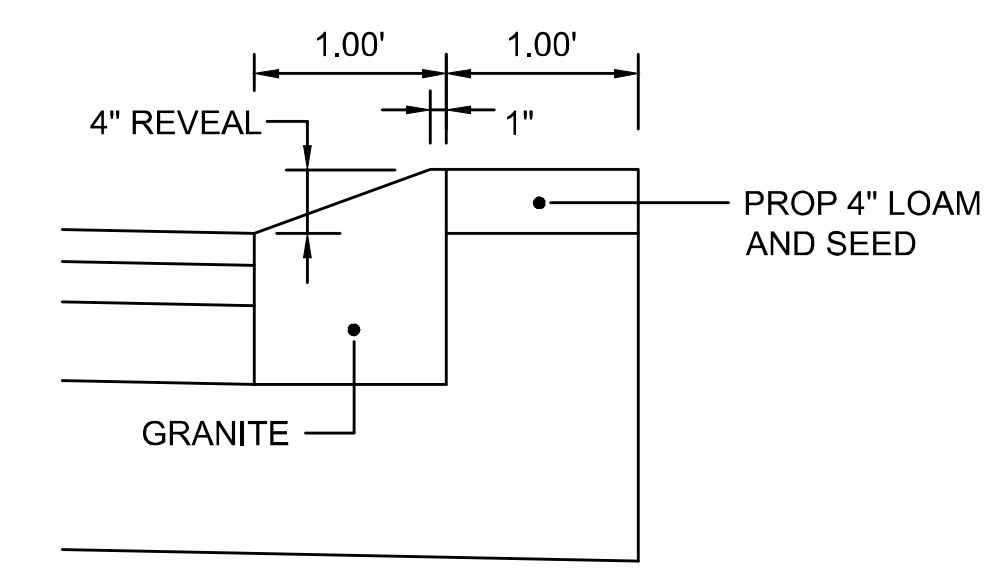 1.00' 1.00'
4" REVEAL
1"
PROP 4" LOAM
AND SEED
GRANITE